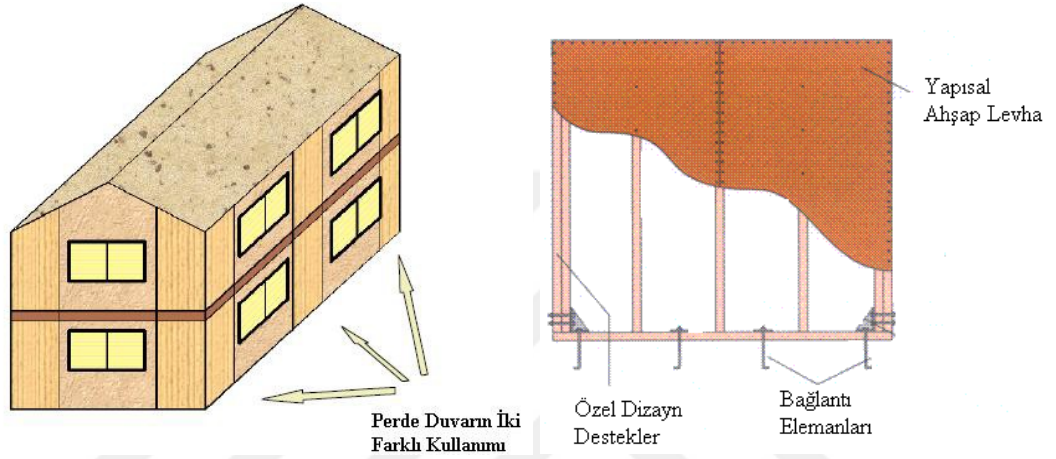 Perde Duvarın İki
Farklı Kullanımı
Yapısal
Ahşap Levha
Özel Dizayn
Destekler
Bağlantı
Elemanları